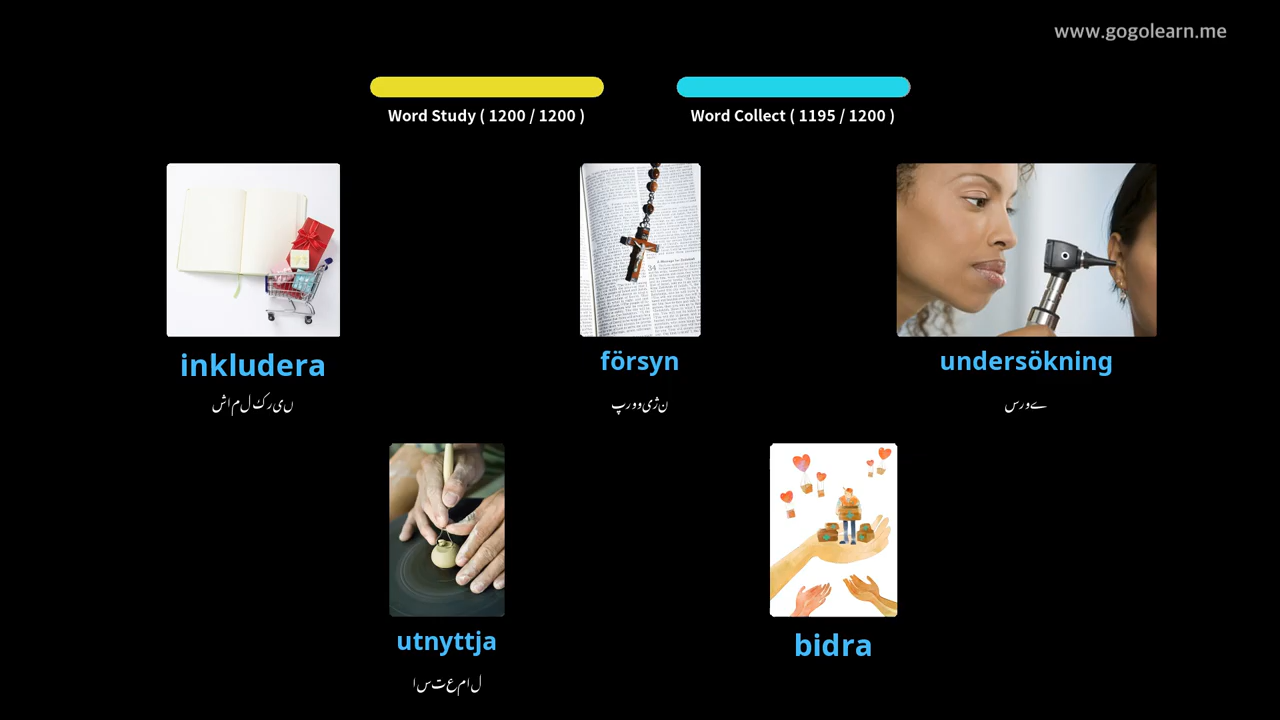 www.gogolearn.me
Word Study ( 1200 / 1200 )
Word Collect ( 1195 / 1200 )
inkludera
شامل کریں
försyn
پروویژن
undersökning
سروے
utnyttja
استعمال
bidra